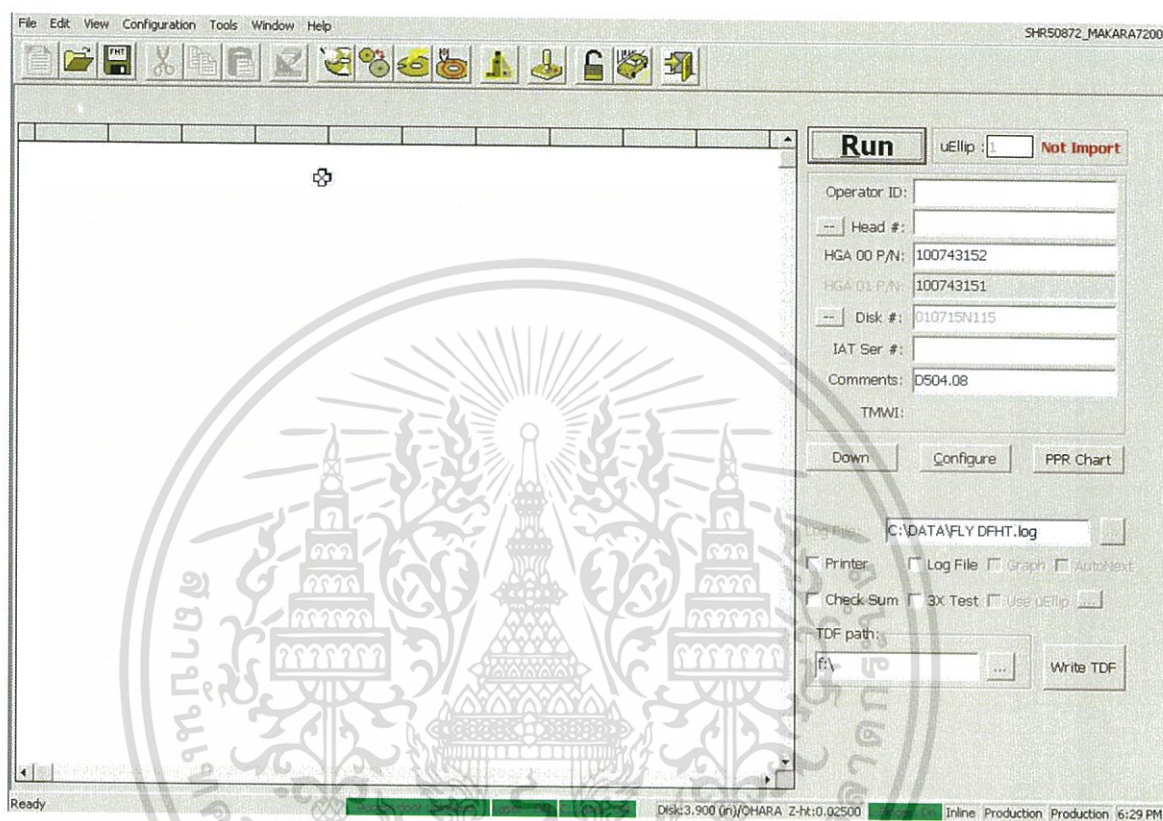 File Edit View Configuration Tools Window Help
SHR50872_MAKARA7200
FHT
Run
uEllip : 1 Not Import
Operator ID:
-- Head #:
HGA 00 P/N: 100743152
HGA 01 P/N: 100743151
-- Disk #: 010715N115
IAT Ser #:
Comments: D504.08
TMWI:
Down Configure PPR Chart
Log File: C:\DATA\FLY DFHT.log ...
Printer Log File Graph AutoNext
Check Sum 3X Test Use uEllip ...
TDF path:
f:\ ... Write TDF
Ready
Disk:3.900 (in)/OHARA Z-ht:0.02500
Inline Production Production 6:29 PM